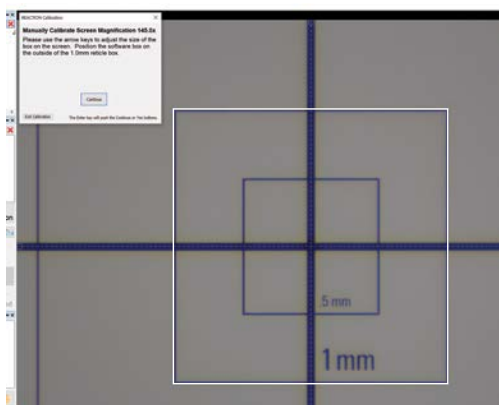 REACTION Calibration
Manually Calibrate Screen Magnification 145.0x
Please use the arrow keys to adjust the size of the
box on the screen. Position the software box on
the outside of the 1.0mm reticle box.
Continue
Exit Calibration
The Enter key will push the Continue or Yes buttons.
.5 mm
1 mm